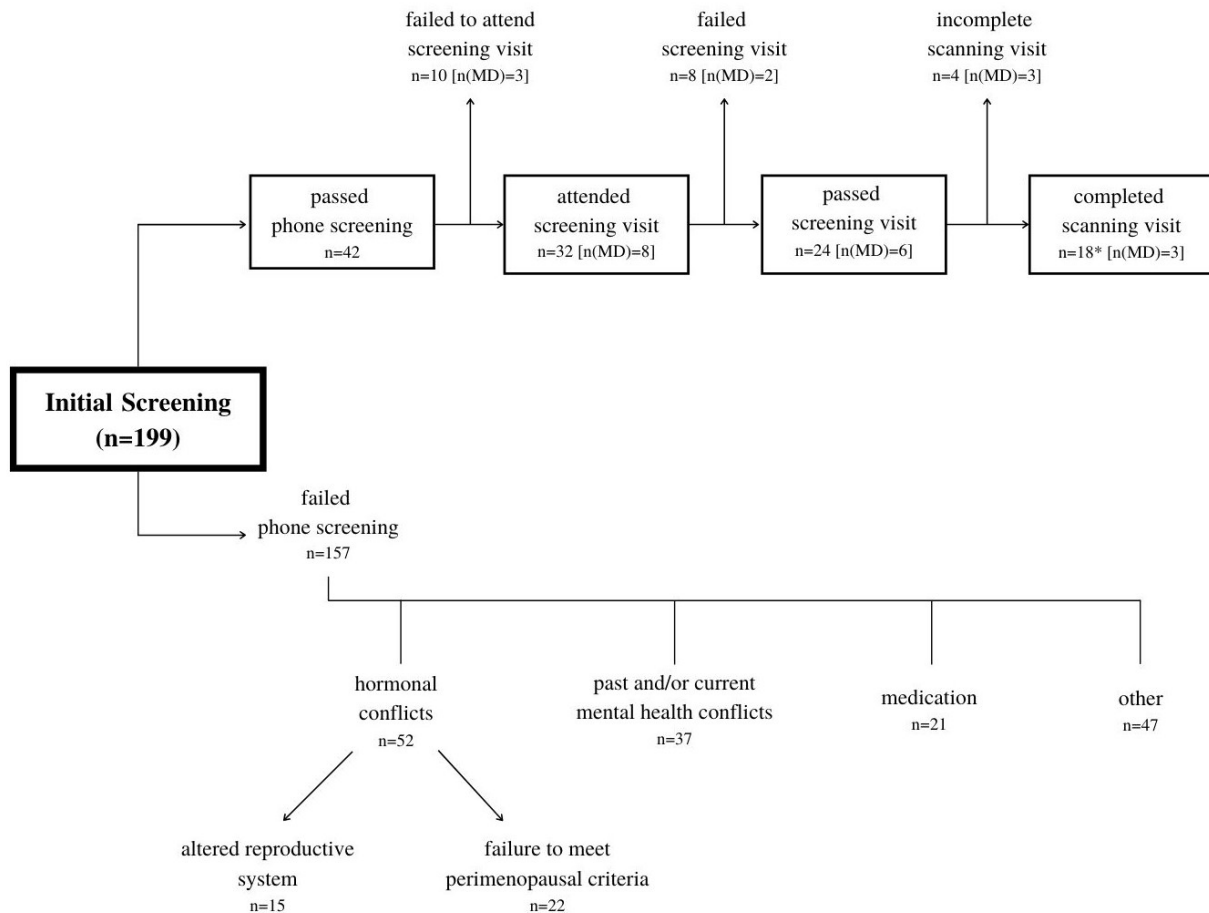 failed to attend
screening visit
n=10 [n(MD)=3]
failed
screening visit
n=8 [n(MD)=2]
incomplete
scanning visit
n=4 [n(MD)=3]
passed
phone screening
n=42
attended
screening visit
n=32 [n(MD)=8]
passed
screening visit
n=24 [n(MD)=6]
completed
scanning visit
n=18* [n(MD)=3]
Initial Screening
(n=199)
failed
phone screening
n=157
hormonal
conflicts
n=52
past and/or current
mental health conflicts
n=37
medication
n=21
other
n=47
altered reproductive
system
n=15
failure to meet
perimenopausal criteria
n=22